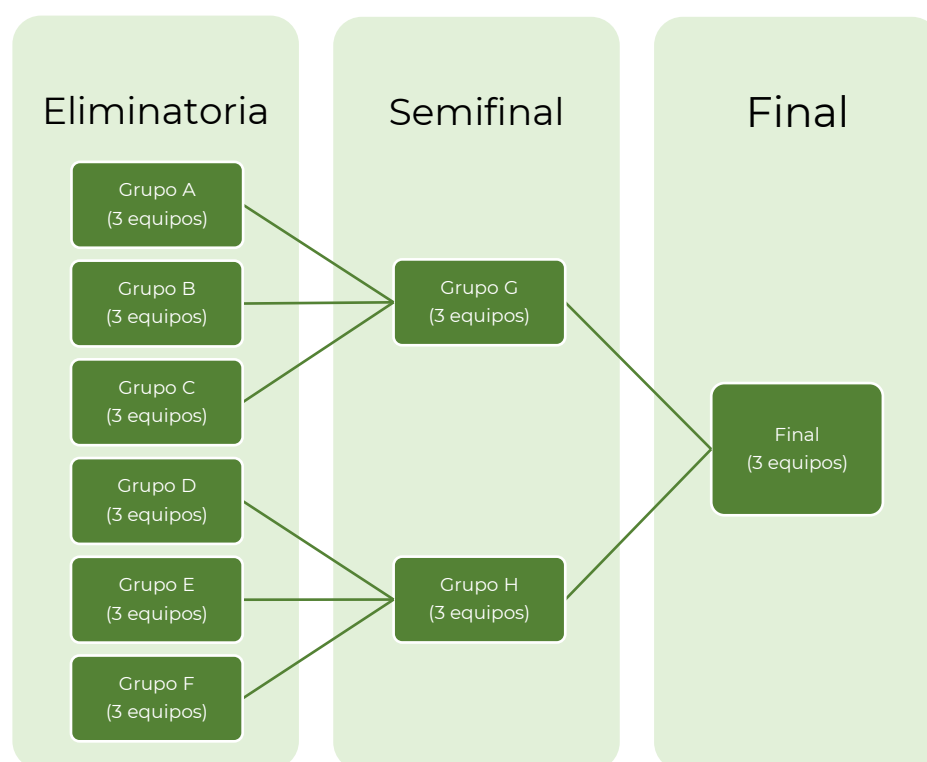 Eliminatoria
Semifinal
Final
Grupo A
(3 equipos)
Grupo B
(3 equipos)
Grupo C
(3 equipos)
Grupo D
(3 equipos)
Grupo E
(3 equipos)
Grupo F
(3 equipos)
Grupo G
(3 equipos)
Grupo H
(3 equipos)
Final
(3 equipos)